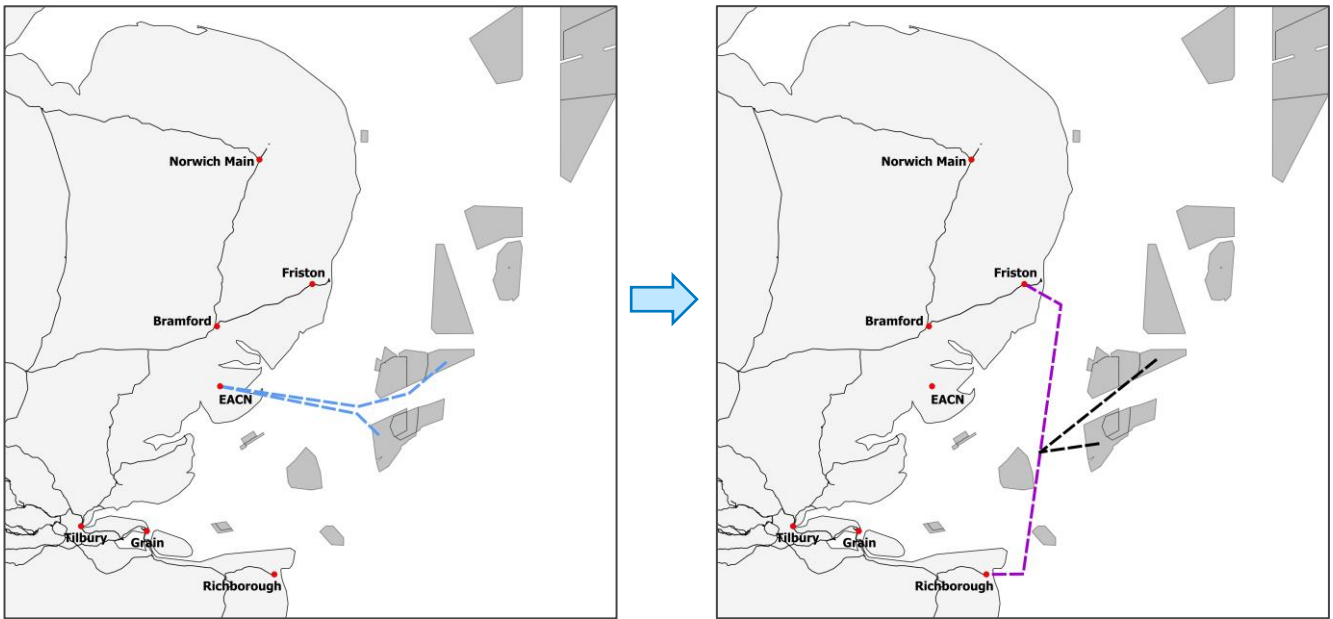 Norwich Main
Friston
Bramford
EACN
Tilbury
Grain
Richborough
Norwich Main
Friston
Bramford
EACN
Tilbury
Grain
Richborough